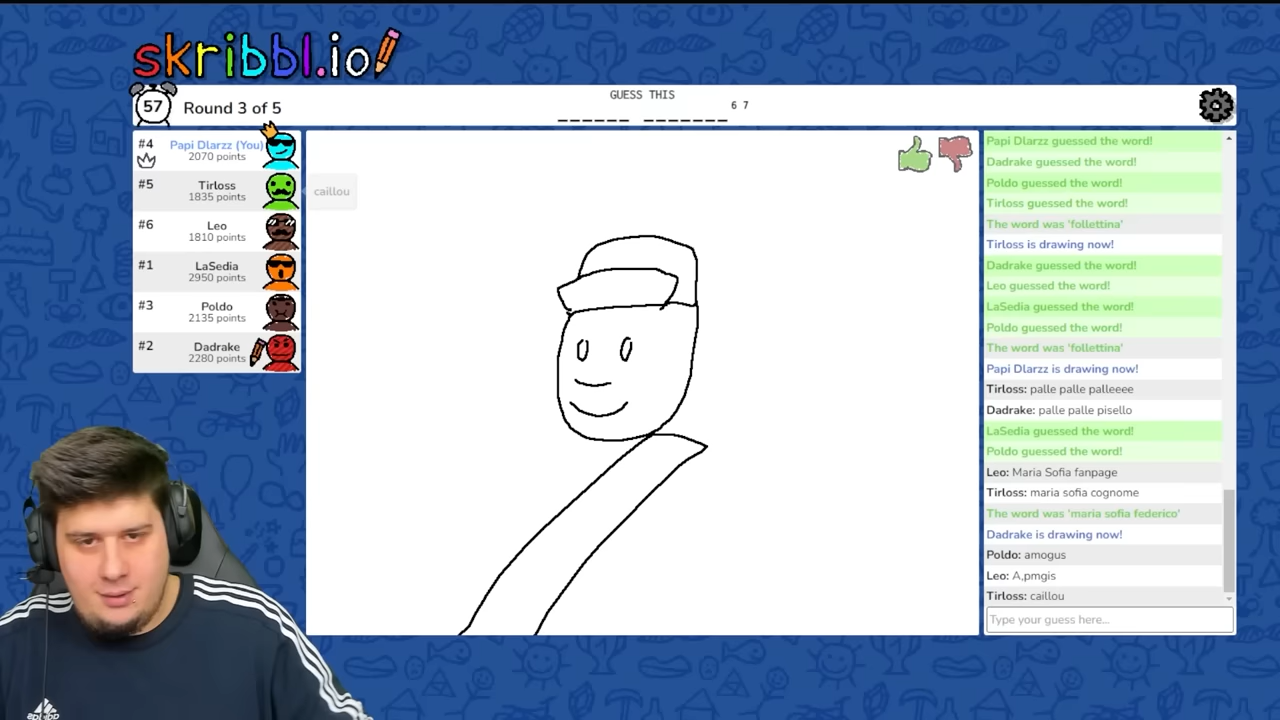 skribbl.io
57
Round 3 of 5
GUESS THIS
______ _______ 6 7
#4
Papi Dlarzz (You)
2070 points
#5
Tirloss
1835 points
#6
Leo
1810 points
#1
LaSedia
2950 points
#3
Poldo
2135 points
#2
Dadrake
2280 points
caillou
Papi Dlarzz guessed the word!
Dadrake guessed the word!
Poldo guessed the word!
Tirloss guessed the word!
The word was 'follettina'
Tirloss is drawing now!
Dadrake guessed the word!
Leo guessed the word!
LaSedia guessed the word!
Poldo guessed the word!
The word was 'follettina'
Papi Dlarzz is drawing now!
Tirloss: palle palle palleeee
Dadrake: palle palle pisello
LaSedia guessed the word!
Poldo guessed the word!
Leo: Maria Sofia fanpage
Tirloss: maria sofia cognome
The word was 'maria sofia federico'
Dadrake is drawing now!
Poldo: amogus
Leo: A,pmgis
Tirloss: caillou
Type your guess here...